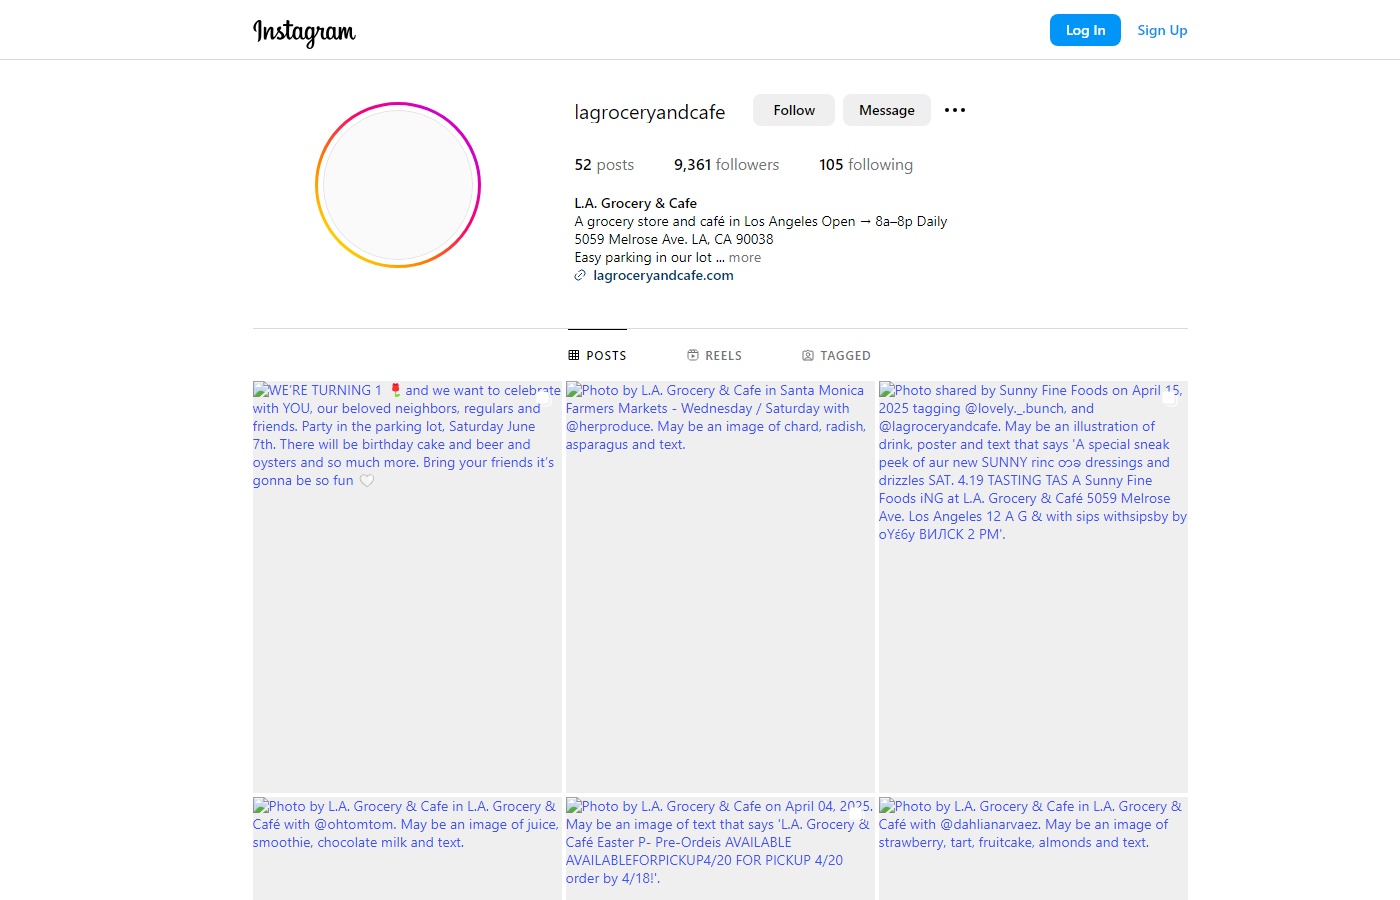 Instagram
Log In
Sign Up
lagroceryandcafe
Follow
Message
52 posts
9,361 followers
105 following
L.A. Grocery & Cafe
A grocery store and café in Los Angeles Open → 8a–8p Daily
5059 Melrose Ave. LA, CA 90038
Easy parking in our lot ... more
lagroceryandcafe.com
POSTS
REELS
TAGGED
WE'RE TURNING 1 🌷 and we want to celebrate
with YOU, our beloved neighbors, regulars and
friends. Party in the parking lot, Saturday June
7th. There will be birthday cake and beer and
oysters and so much more. Bring your friends it's
gonna be so fun 🤍
Photo by L.A. Grocery & Cafe in Santa Monica
Farmers Markets - Wednesday / Saturday with
@herproduce. May be an image of chard, radish,
asparagus and text.
Photo shared by Sunny Fine Foods on April 15,
2025 tagging @lovely._.bunch, and
@lagroceryandcafe. May be an illustration of
drink, poster and text that says 'A special sneak
peek of aur new SUNNY rinc ဘခ dressings and
drizzles SAT. 4.19 TASTING TAS A Sunny Fine
Foods iNG at L.A. Grocery & Café 5059 Melrose
Ave. Los Angeles 12 A G & with sips withsipsby by
oYέбу ВИЛСК 2 PM'.
Photo by L.A. Grocery & Cafe in L.A. Grocery &
Café with @ohtomtom. May be an image of juice,
smoothie, chocolate milk and text.
Photo by L.A. Grocery & Cafe on April 04, 2025.
May be an image of text that says 'L.A. Grocery &
Café Easter P- Pre-Ordeis AVAILABLE
AVAILABLEFORPICKUP4/20 FOR PICKUP 4/20
order by 4/18!'.
Photo by L.A. Grocery & Cafe in L.A. Grocery &
Café with @dahlianarvaez. May be an image of
strawberry, tart, fruitcake, almonds and text.